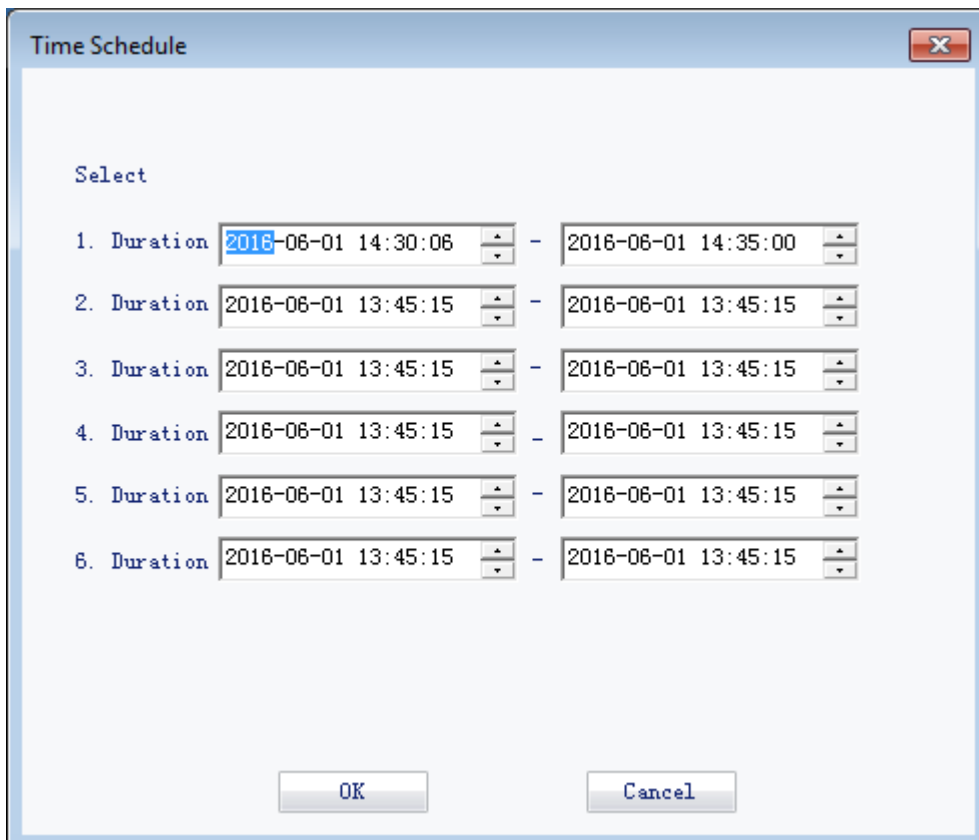 Time Schedule
Select
1. Duration 2016-06-01 14:30:06 - 2016-06-01 14:35:00
2. Duration 2016-06-01 13:45:15 - 2016-06-01 13:45:15
3. Duration 2016-06-01 13:45:15 - 2016-06-01 13:45:15
4. Duration 2016-06-01 13:45:15 - 2016-06-01 13:45:15
5. Duration 2016-06-01 13:45:15 - 2016-06-01 13:45:15
6. Duration 2016-06-01 13:45:15 - 2016-06-01 13:45:15
OK Cancel